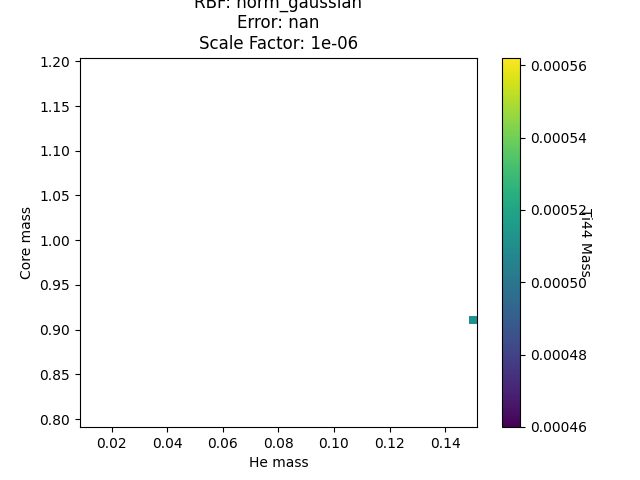 RBF: norm_gaussian
Error: nan
Scale Factor: 1e-06
1.20
1.15
1.10
1.05
1.00
0.95
0.90
0.85
0.80
Core mass
0.02 0.04 0.06 0.08 0.10 0.12 0.14
He mass
0.00056
0.00054
0.00052
0.00050
0.00048
0.00046
Ti44 Mass